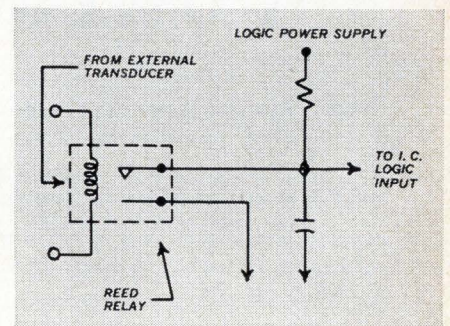 LOGIC POWER SUPPLY
FROM EXTERNAL
TRANSDUCER
TO I. C.
LOGIC
INPUT
REED
RELAY